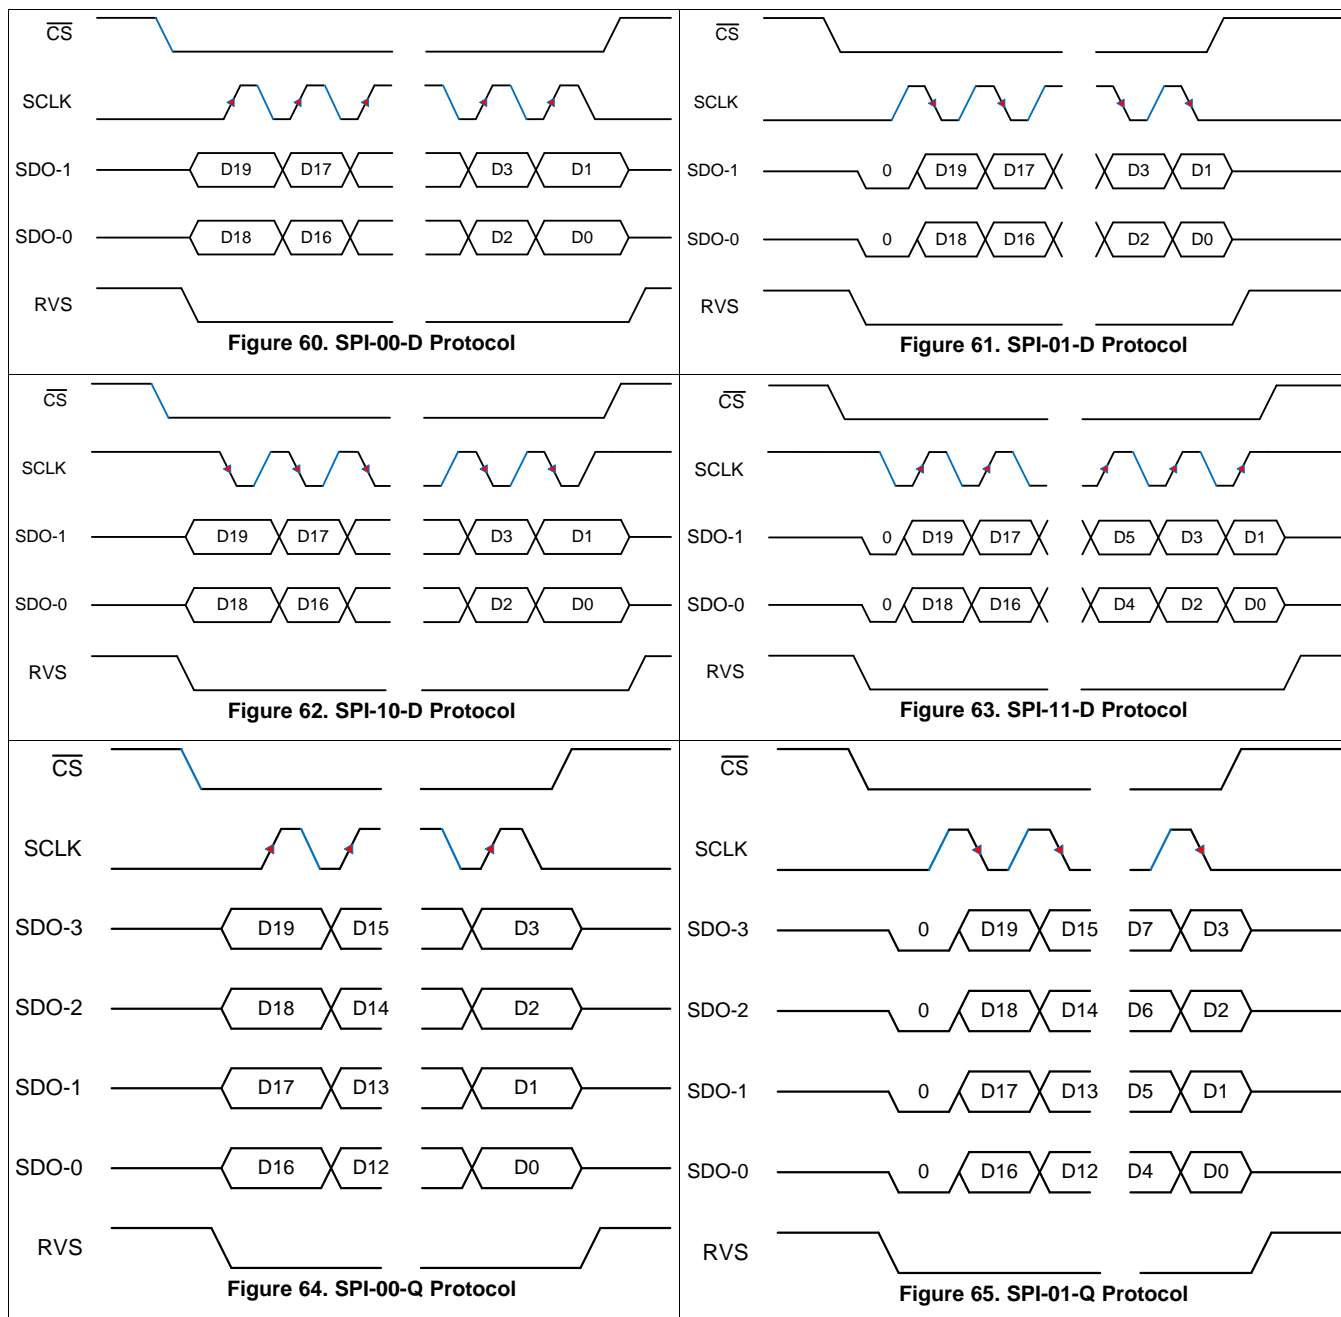 CS
SCLK
SDO-1 D19 D17 D3 D1
SDO-0 D18 D16 D2 D0
RVS
Figure 60. SPI-00-D Protocol
CS
SCLK
SDO-1 0 D19 D17 D3 D1
SDO-0 0 D18 D16 D2 D0
RVS
Figure 61. SPI-01-D Protocol
CS
SCLK
SDO-1 D19 D17 D3 D1
SDO-0 D18 D16 D2 D0
RVS
Figure 62. SPI-10-D Protocol
CS
SCLK
SDO-1 0 D19 D17 D5 D3 D1
SDO-0 0 D18 D16 D4 D2 D0
RVS
Figure 63. SPI-11-D Protocol
CS
SCLK
SDO-3 D19 D15 D3
SDO-2 D18 D14 D2
SDO-1 D17 D13 D1
SDO-0 D16 D12 D0
RVS
Figure 64. SPI-00-Q Protocol
CS
SCLK
SDO-3 0 D19 D15 D7 D3
SDO-2 0 D18 D14 D6 D2
SDO-1 0 D17 D13 D5 D1
SDO-0 0 D16 D12 D4 D0
RVS
Figure 65. SPI-01-Q Protocol